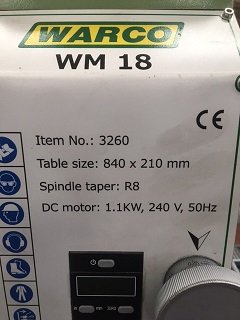 WARCO
WM 18
CE
Item No.: 3260
Table size: 840 x 210 mm
Spindle taper: R8
DC motor: 1.1KW, 240 V, 50Hz